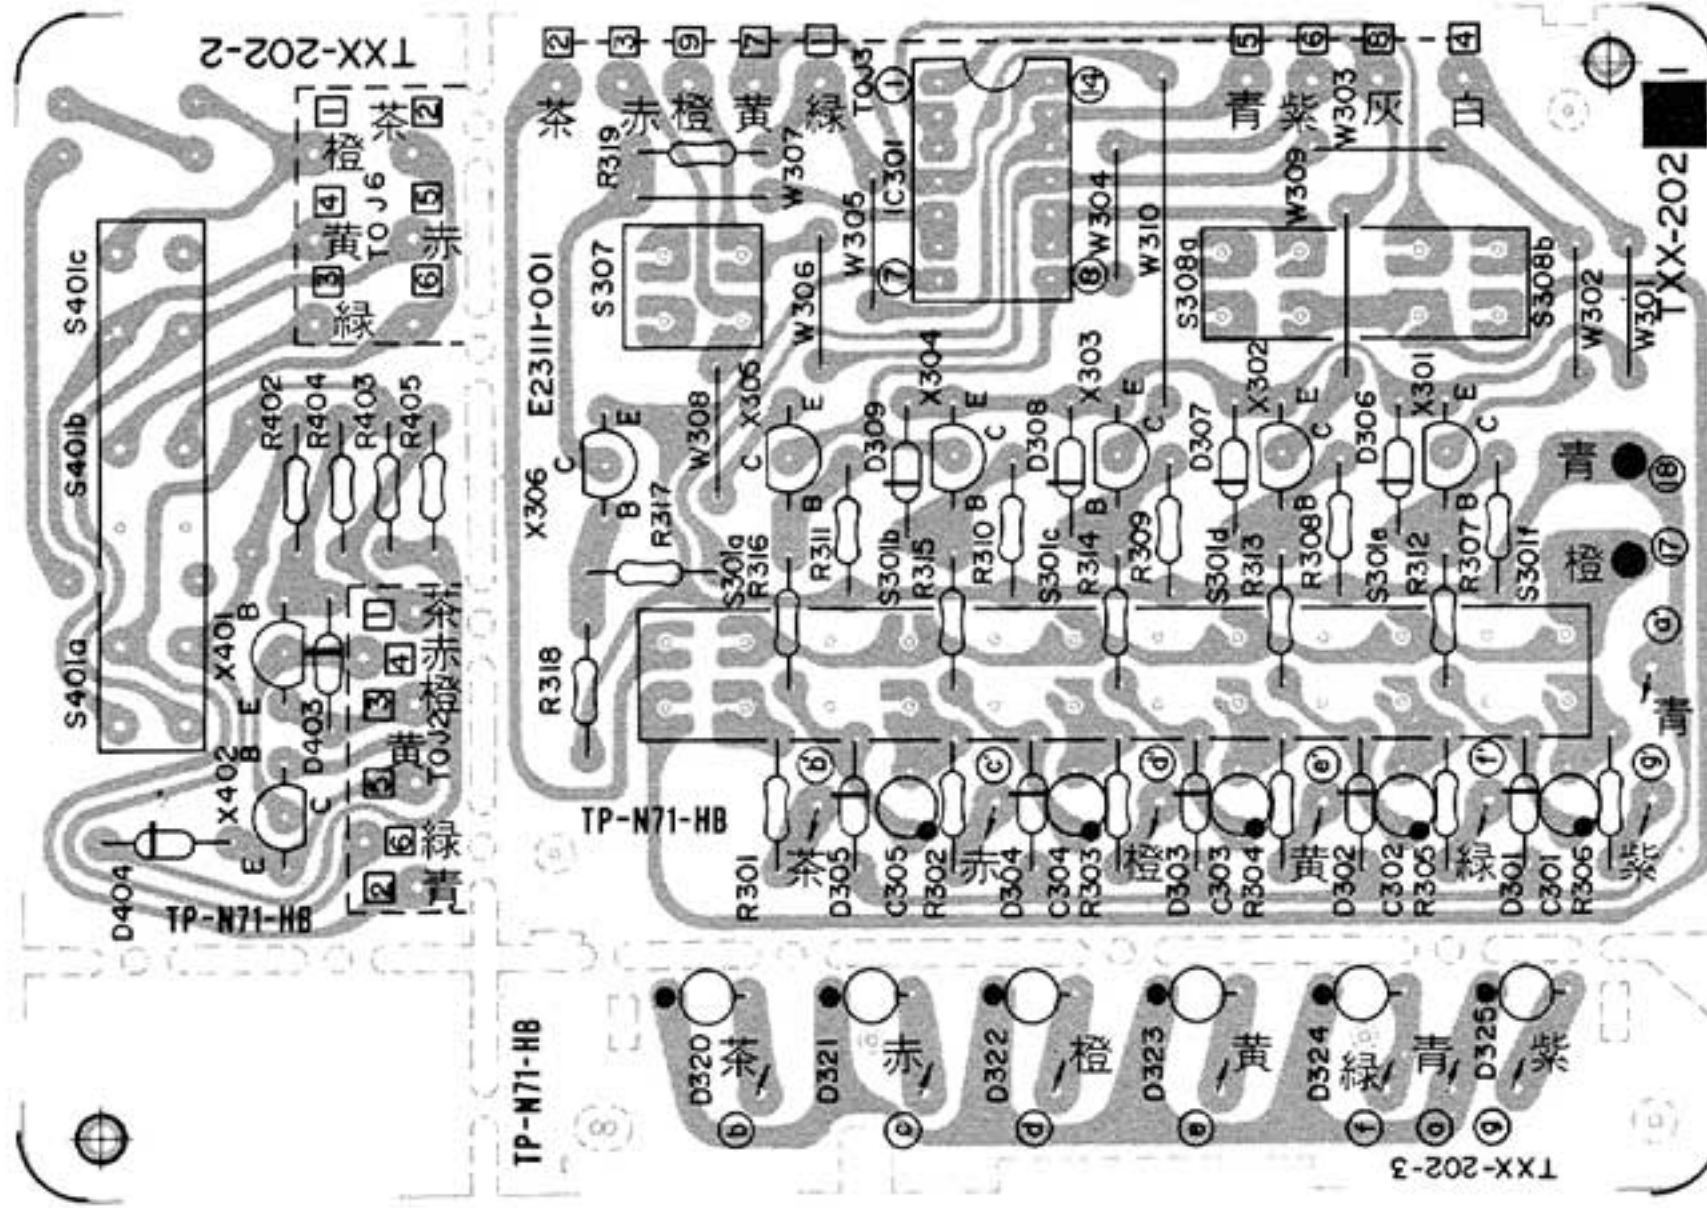 TXX-202-2
2
3
9
7
5
6
8
4
茶
赤
橙
黄
緑
TOJ3
1
14
青
紫
W303
灰
白
1
1
橙
茶
2
4
TOJ6
5
黄
赤
3
6
緑
R319
W307
IC301
W305
W304
W309
W310
TXX-202
S401c
S307
W306
7
8
S308a
S308b
W302
W301
E23111-001
S401b
R402
R404
R403
R405
W308
X305
X304
X303
X302
X301
C
E
X306
B
R317
C
E
B
D309
E
C
B
D308
E
C
B
D307
E
C
B
D306
E
C
B
青
18
橙
17
S301a
R316
R311
S301b
R315
R310
S301c
R314
R309
S301d
R313
R308
S301e
R312
R307
S301f
S401a
X401
B
E
1
茶
4
赤
3
橙
D403
黄
TOJ2
5
X402
B
C
E
6
緑
2
青
D404
TP-N71-HB
R318
a'
青
TP-N71-HB
b'
c'
d'
e'
f'
g'
茶
赤
橙
黄
緑
紫
R301
D305
C305
R302
D304
C304
R303
D303
C303
R304
D302
C302
R305
D301
C301
R306
TP-N71-HB
D320
茶
D321
赤
D322
橙
D323
黄
D324
緑
青
D325
紫
8
b
c
d
e
f
a
g
TXX-202-3